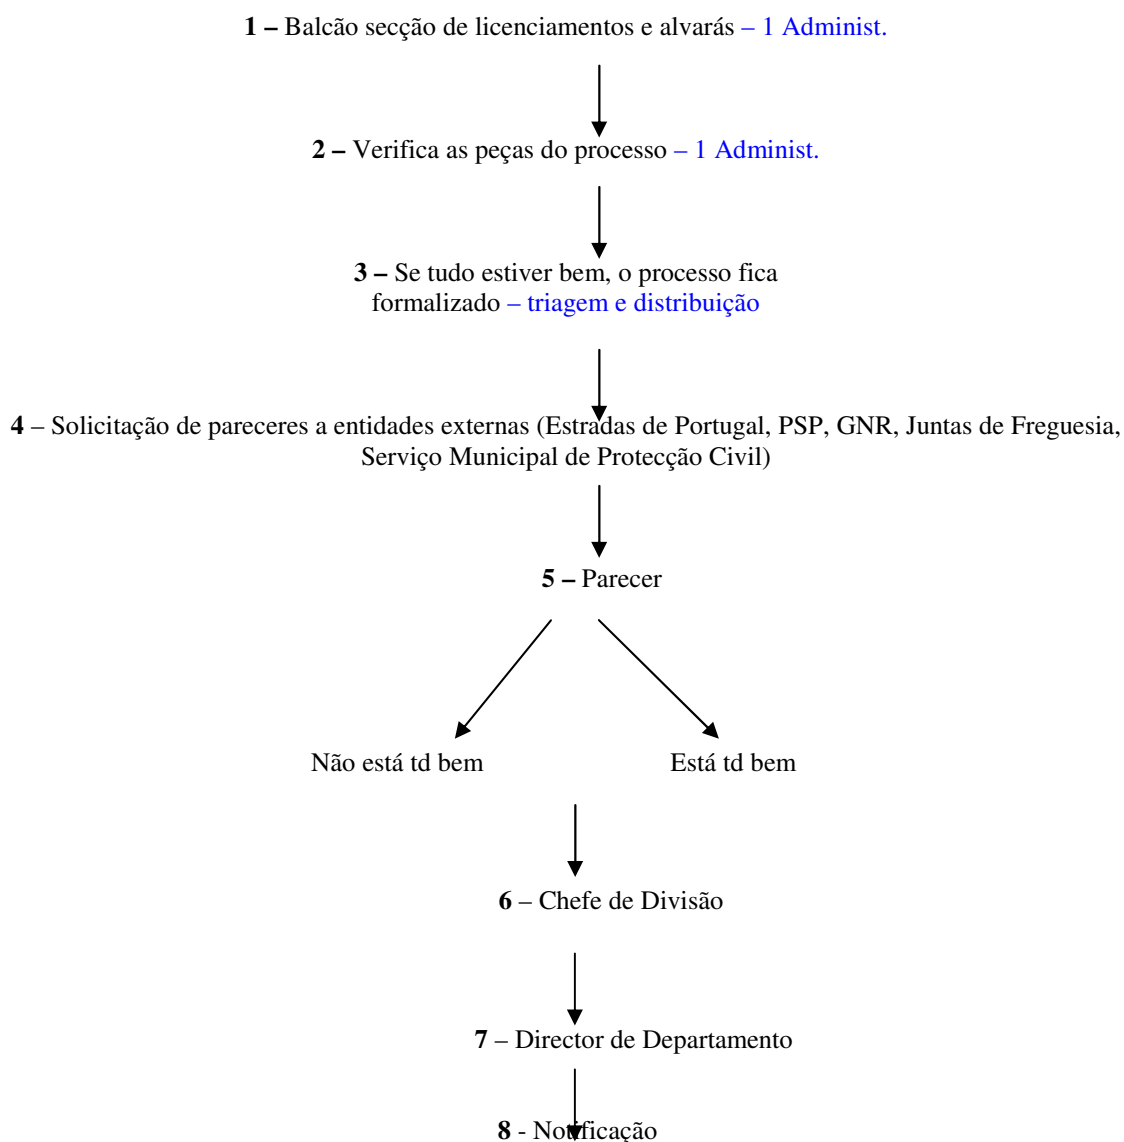 1 – Balcão secção de licenciamentos e alvarás – 1 Administ.
2 – Verifica as peças do processo – 1 Administ.
3 – Se tudo estiver bem, o processo fica
formalizado – triagem e distribuição
4 – Solicitação de pareceres a entidades externas (Estradas de Portugal, PSP, GNR, Juntas de Freguesia,
Serviço Municipal de Protecção Civil)
5 – Parecer
Não está td bem
Está td bem
6 – Chefe de Divisão
7 – Director de Departamento
8 - Notificação